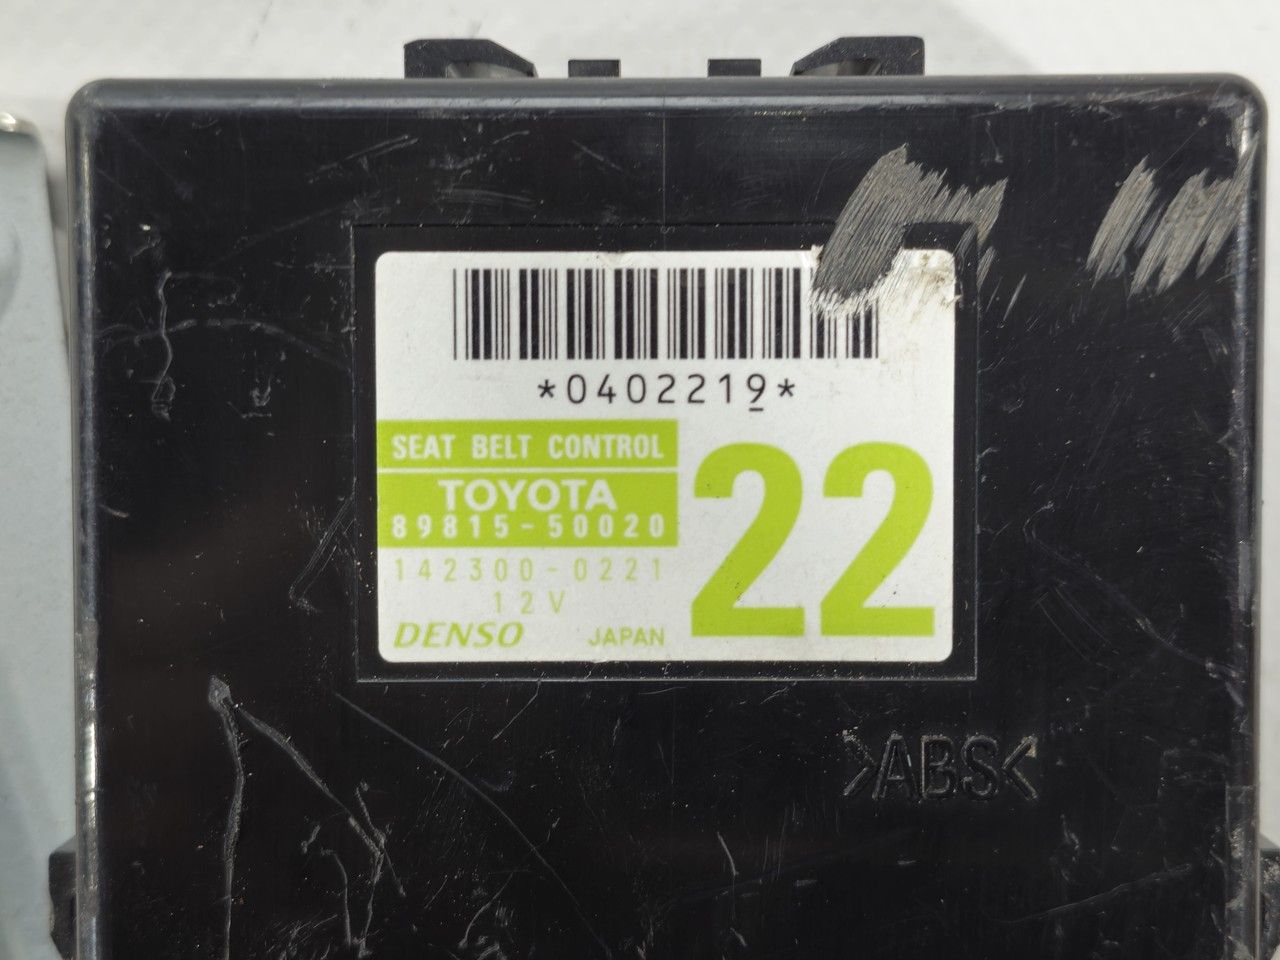 *0402219*
SEAT BELT CONTROL
TOYOTA
89815-50020
22
142300-0221
12V
DENSO JAPAN
>ABS<